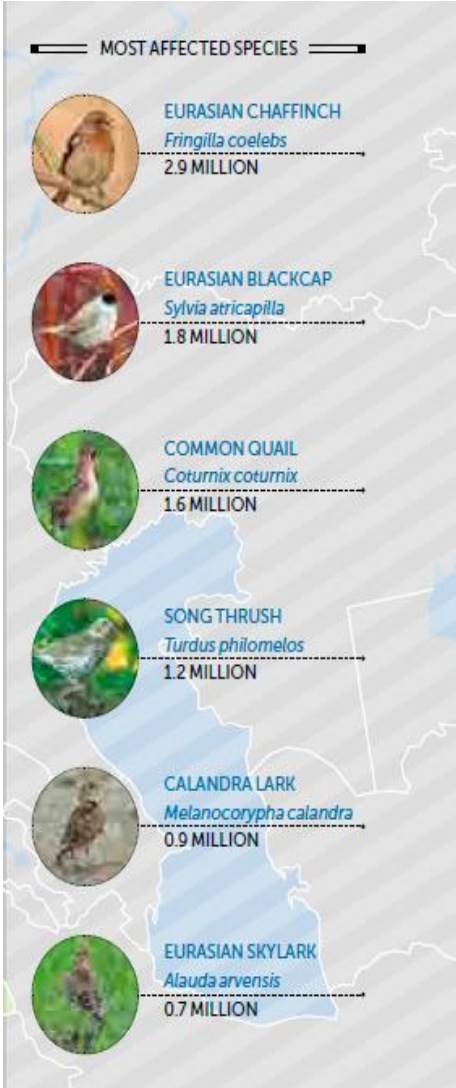 MOST AFFECTED SPECIES
EURASIAN CHAFFINCH
Fringilla coelebs
2.9 MILLION
EURASIAN BLACKCAP
Sylvia atricapilla
1.8 MILLION
COMMON QUAIL
Coturnix coturnix
1.6 MILLION
SONG THRUSH
Turdus philomelos
1.2 MILLION
CALANDRA LARK
Melanocorypha calandra
0.9 MILLION
EURASIAN SKYLARK
Alauda arvensis
0.7 MILLION